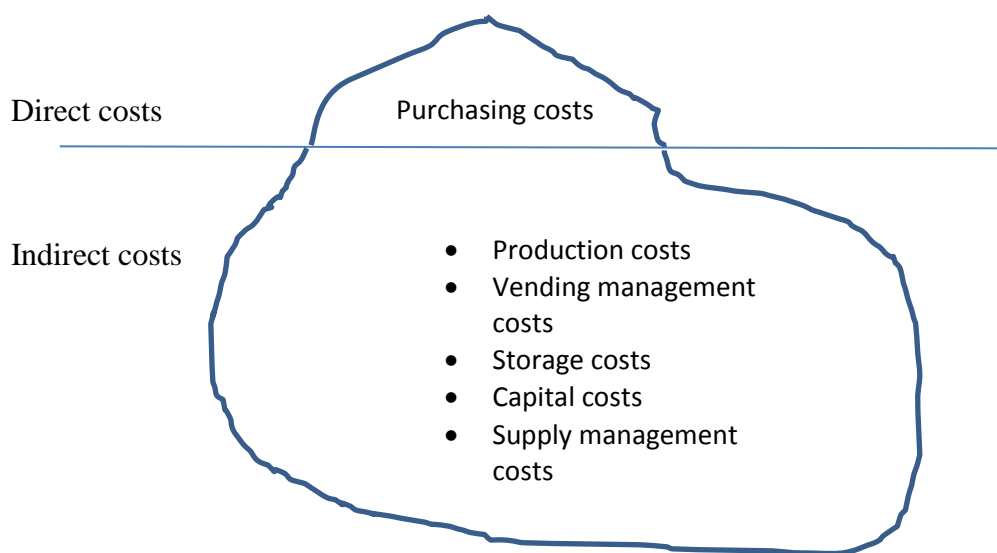 Direct costs
Purchasing costs
Indirect costs
• Production costs
• Vending management
costs
• Storage costs
• Capital costs
• Supply management
costs